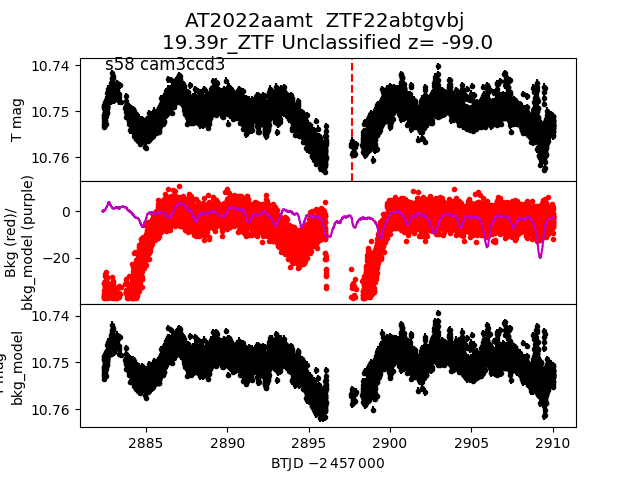 AT2022aamt  ZTF22abtgvbj
19.39r_ZTF Unclassified z= -99.0
s58 cam3ccd3
10.74
10.75
10.76
T mag
0
−20
Bkg (red)/
bkg_model (purple)
10.74
10.75
10.76
bkg_model
2885
2890
2895
2900
2905
2910
BTJD −2 457 000